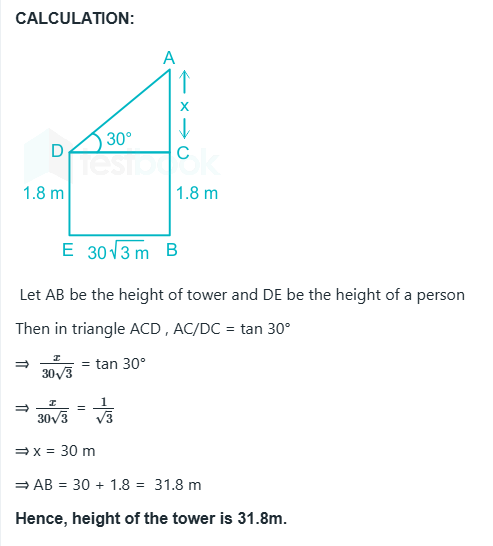 CALCULATION:
A
x
30°
D
C
testbook
1.8 m
1.8 m
E 30√3 m B
Let AB be the height of tower and DE be the height of a person
Then in triangle ACD , AC/DC = tan 30°
⇒ x/30√3 = tan 30°
⇒ x/30√3 = 1/√3
⇒ x = 30 m
⇒ AB = 30 + 1.8 = 31.8 m
Hence, height of the tower is 31.8m.